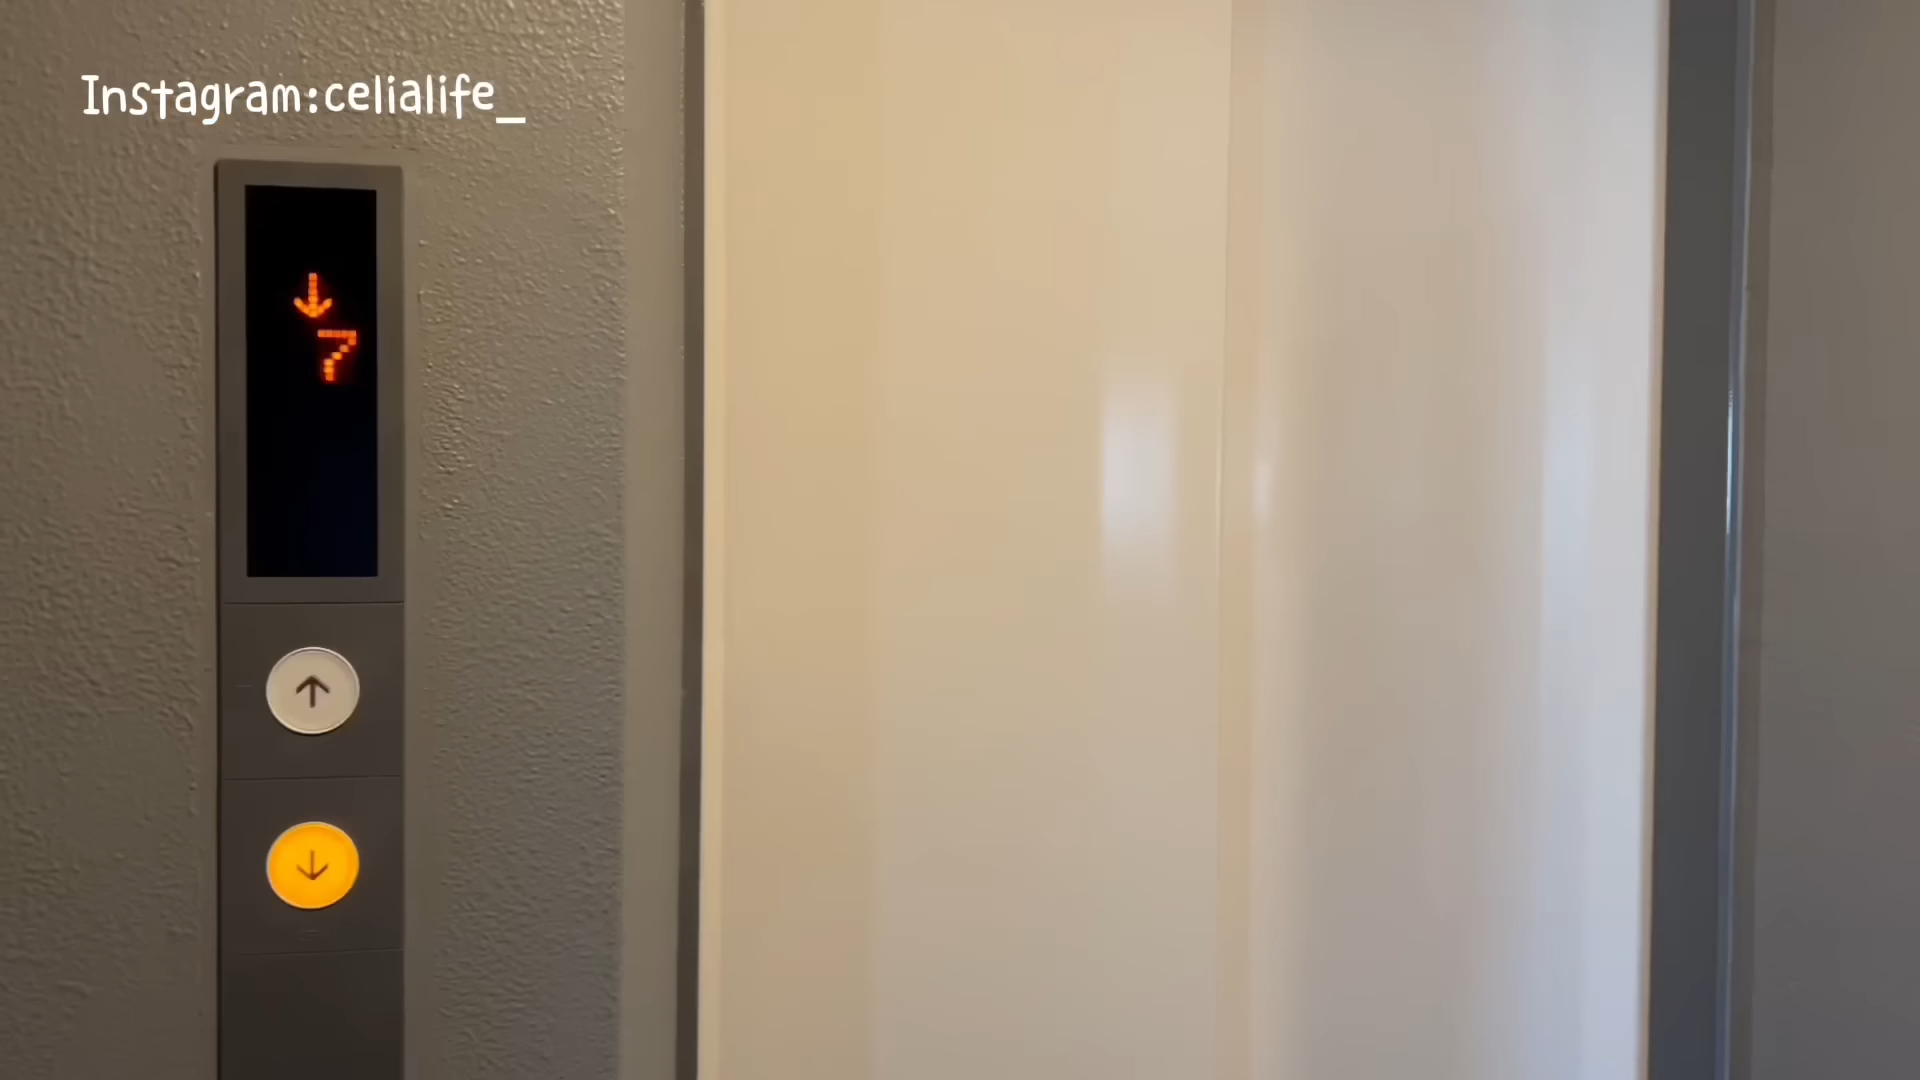 Instagram:celialife_
↓
7
↑
↓